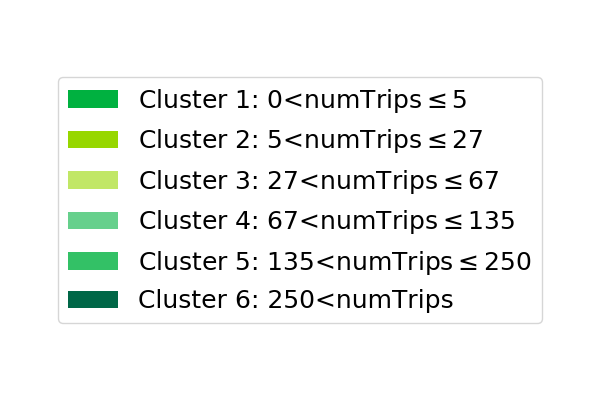 Cluster 1: 0<numTrips ≤ 5
Cluster 2: 5<numTrips ≤ 27
Cluster 3: 27<numTrips ≤ 67
Cluster 4: 67<numTrips ≤ 135
Cluster 5: 135<numTrips ≤ 250
Cluster 6: 250<numTrips